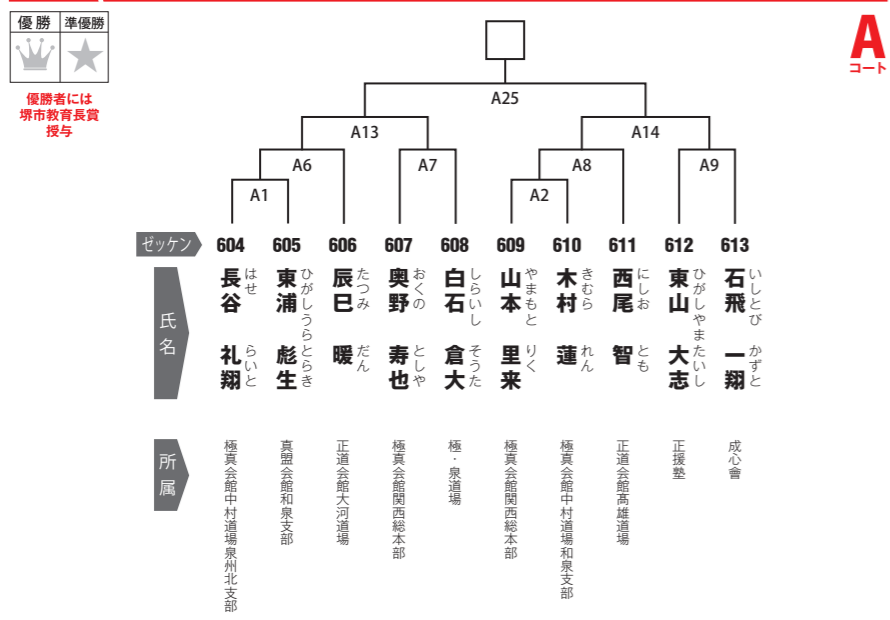 優勝 準優勝
優勝者には
堺市教育長賞
授与
A
コート
A25
A13 A14
A6 A7 A8 A9
A1 A2
ゼッケン 604 605 606 607 608 609 610 611 612 613
氏名
長谷 礼翔 はせ らいと
東浦 彪生 ひがしうら とらき
辰巳 暖 たつみ だん
奥野 寿也 おくの としや
白石 倉大 しらいし そうた
山本 里来 やまもと りく
木村 蓮 きむら れん
西尾 智 にしお とも
東山 大志 ひがしやま たいし
石飛 一翔 いしとび かずと
所属
極真会館中村道場泉州北支部
真盟会館和泉支部
正道会館大河道場
極真会館関西総本部
極・泉道場
極真会館関西総本部
極真会館中村道場和泉支部
正道会館髙雄道場
正援塾
成心會